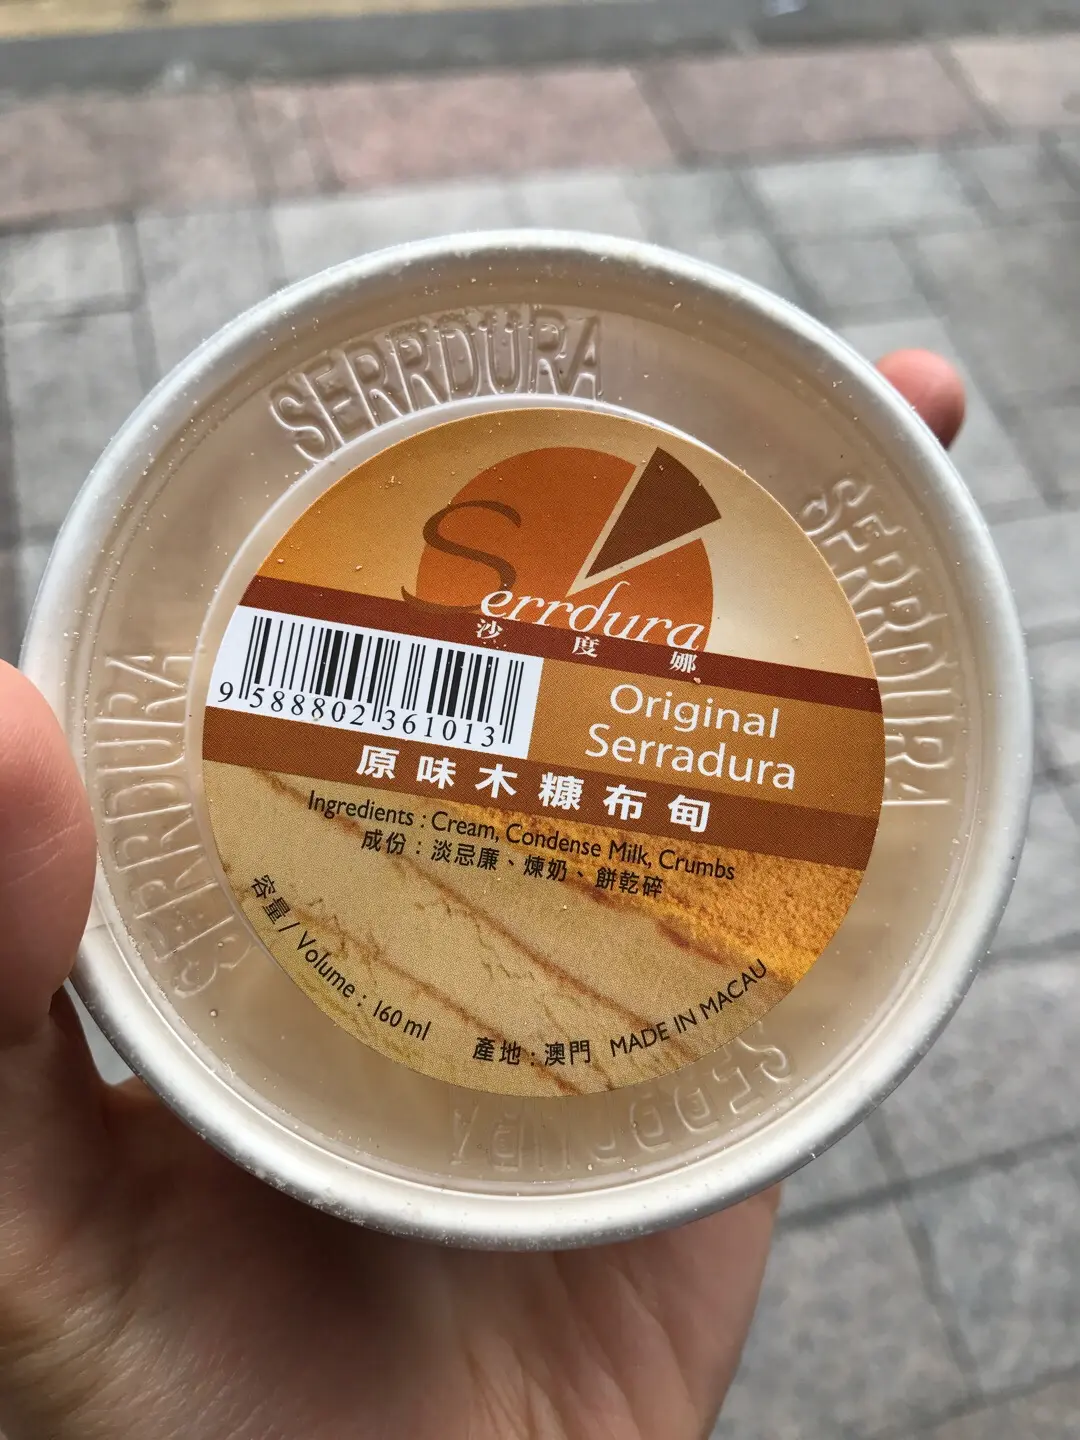 SERRDURA
SERRDURA
SERRDURA
SERRDURA
Serrdura
沙度娜
9 588802 361013
Original
Serradura
原味木糠布甸
Ingredients : Cream, Condense Milk, Crumbs
成份：淡忌廉、煉奶、餅乾碎
容量 / Volume : 160 ml
產地 : 澳門 MADE IN MACAU